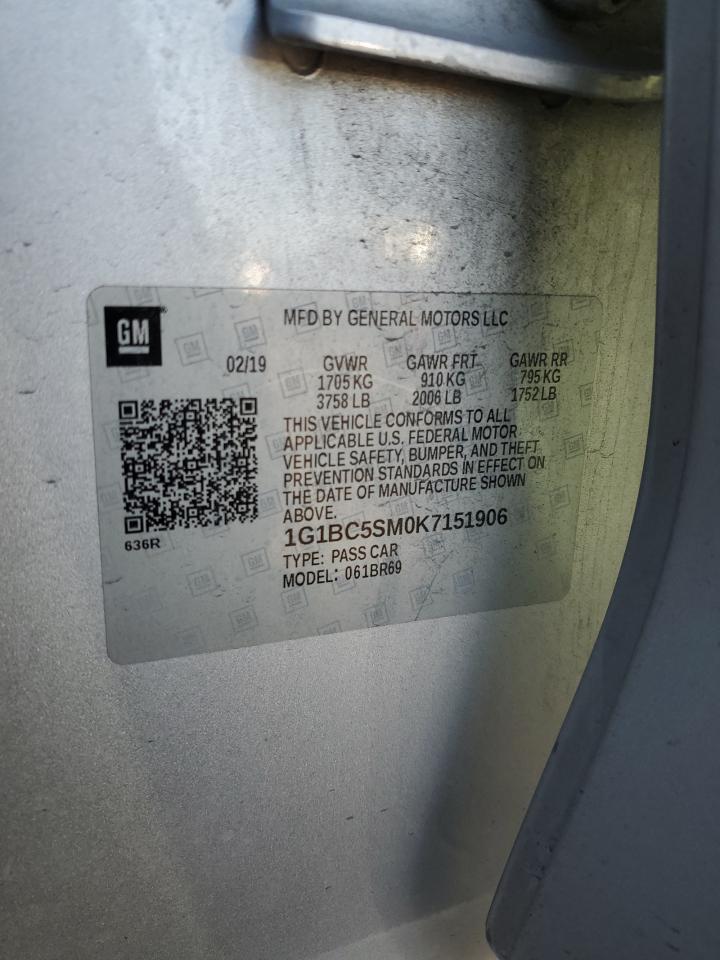 GM
MFD BY GENERAL MOTORS LLC
02/19 GVWR GAWR FRT GAWR RR
1705 KG 910 KG 795 KG
3758 LB 2006 LB 1752 LB
THIS VEHICLE CONFORMS TO ALL
APPLICABLE U.S. FEDERAL MOTOR
VEHICLE SAFETY, BUMPER, AND THEFT
PREVENTION STANDARDS IN EFFECT ON
THE DATE OF MANUFACTURE SHOWN
ABOVE.
636R
1G1BC5SM0K7151906
TYPE: PASS CAR
MODEL: 061BR69